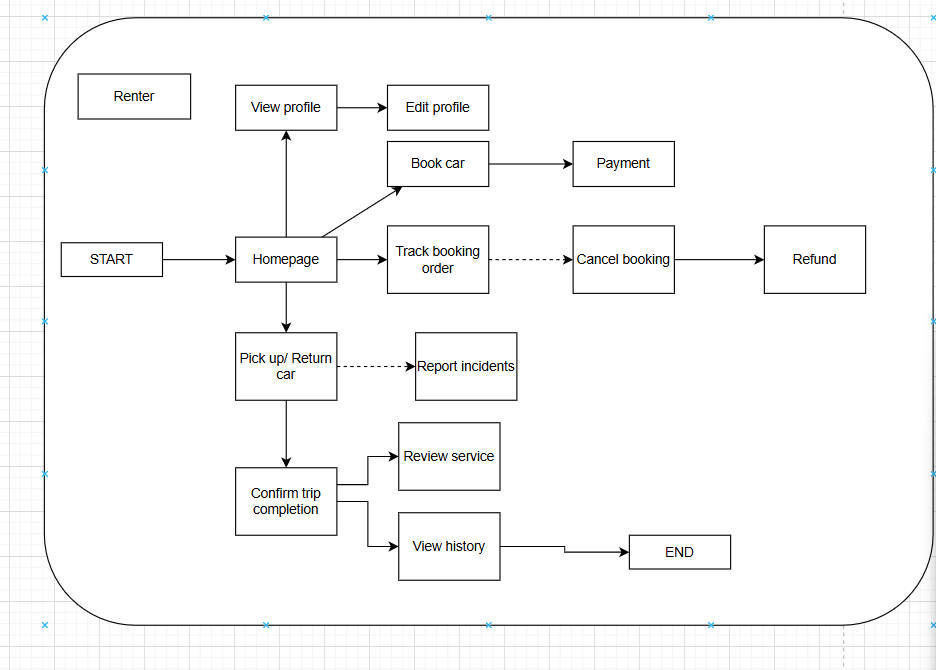 Renter
View profile
Edit profile
Book car
Payment
START
Homepage
Track booking
order
Cancel booking
Refund
Pick up/ Return
car
Report incidents
Review service
Confirm trip
completion
View history
END